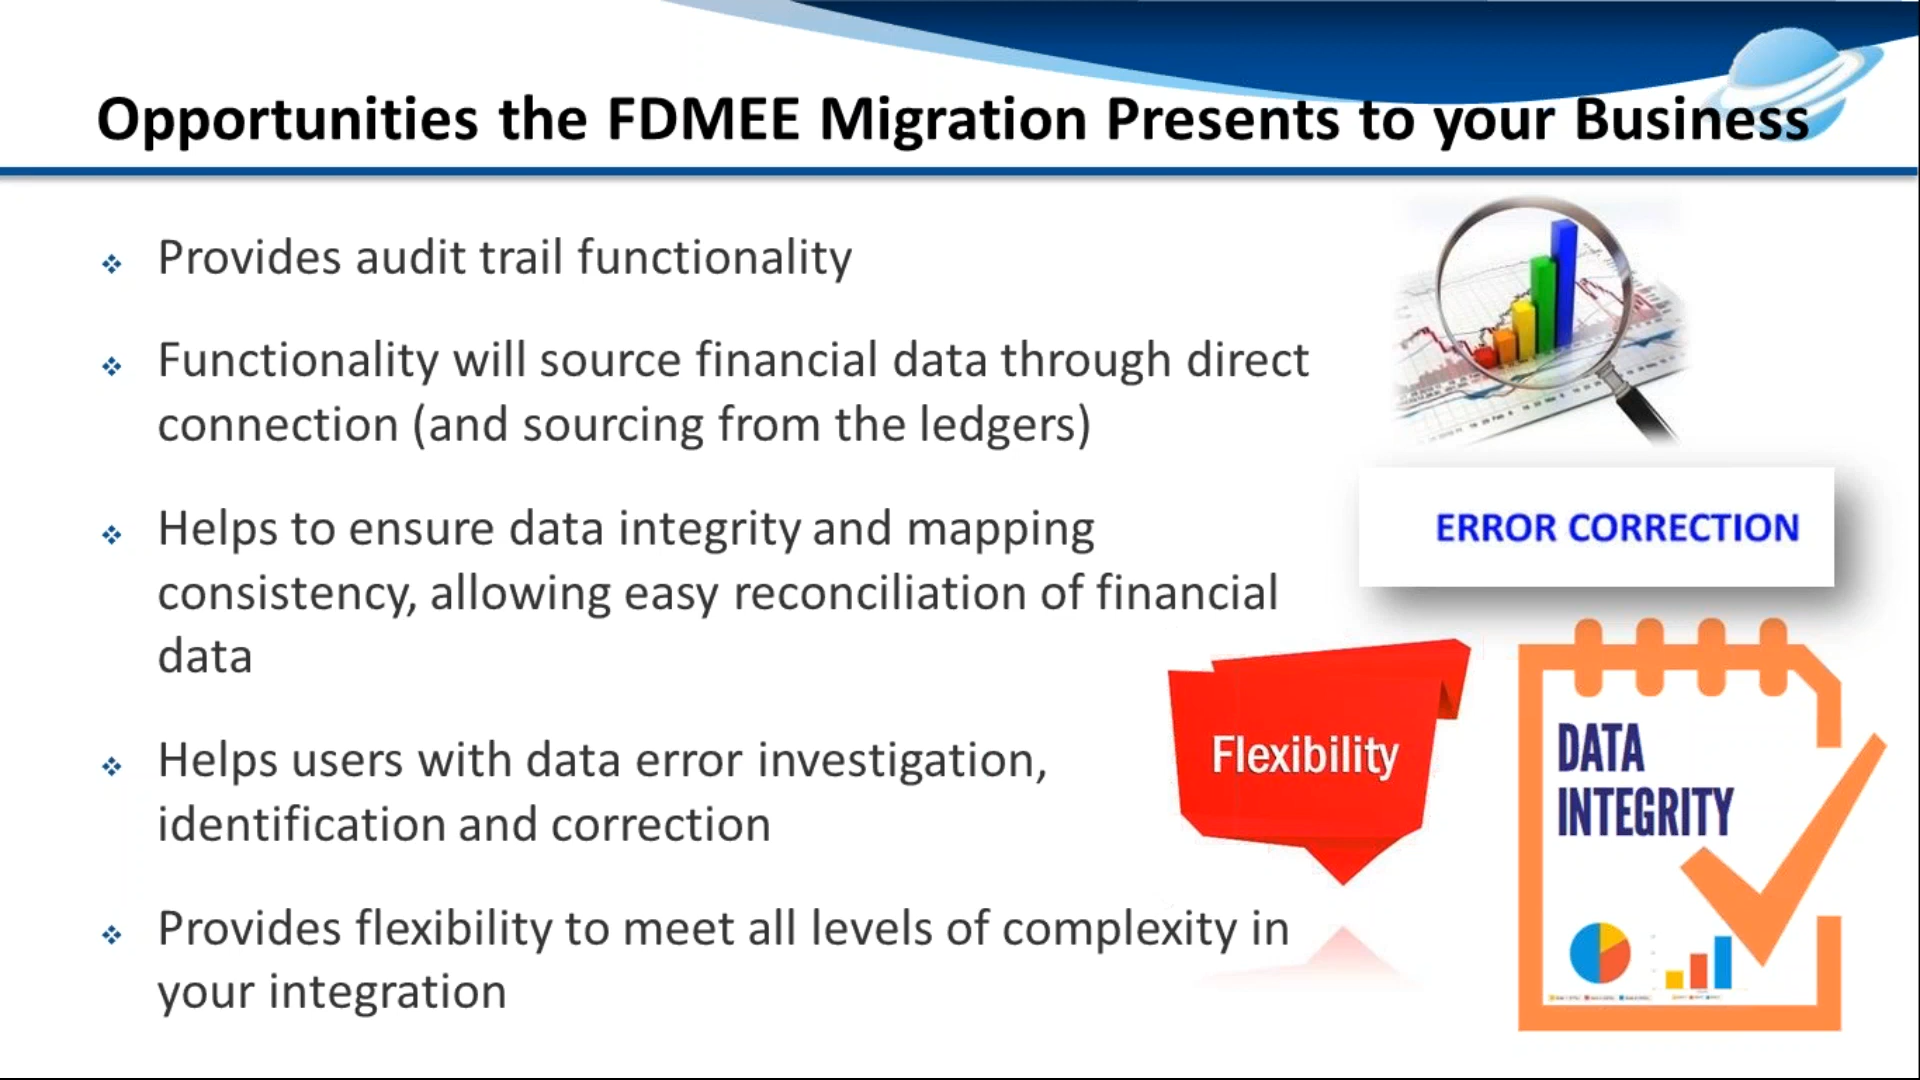 Opportunities the FDMEE Migration Presents to your Business
Provides audit trail functionality
Functionality will source financial data through direct
connection (and sourcing from the ledgers)
Helps to ensure data integrity and mapping
consistency, allowing easy reconciliation of financial
data
Helps users with data error investigation,
identification and correction
Provides flexibility to meet all levels of complexity in
your integration
ERROR CORRECTION
Flexibility
DATA
INTEGRITY